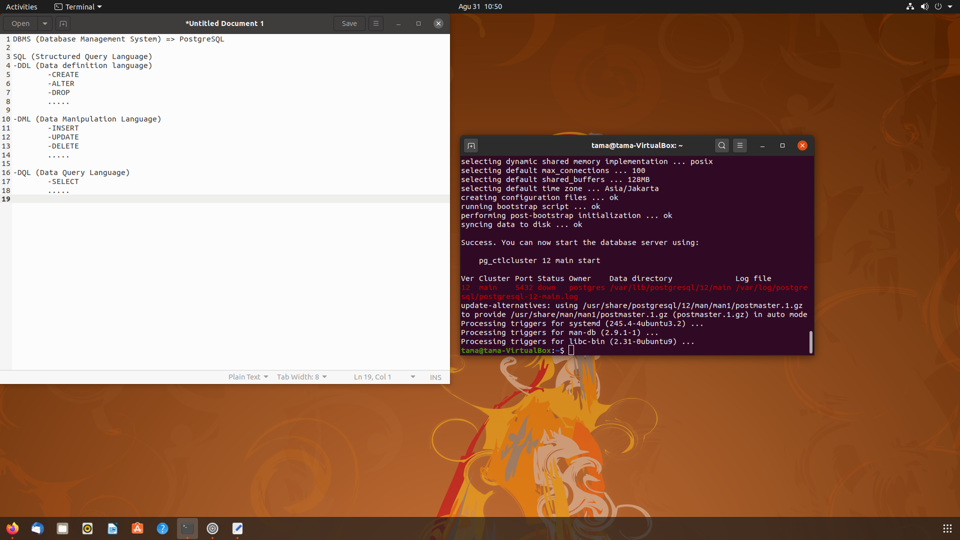 Activities
Terminal
Agu 31 10:50
Open
*Untitled Document 1
Save
1 DBMS (Database Management System) => PostgreSQL
2
3 SQL (Structured Query Language)
4 -DDL (Data definition language)
5 -CREATE
6 -ALTER
7 -DROP
8 .....
9
10 -DML (Data Manipulation Language)
11 -INSERT
12 -UPDATE
13 -DELETE
14 .....
15
16 -DQL (Data Query Language)
17 -SELECT
18 .....
19
Plain Text
Tab Width: 8
Ln 19, Col 1
INS
tama@tama-VirtualBox: ~
selecting dynamic shared memory implementation ... posix
selecting default max_connections ... 100
selecting default shared_buffers ... 128MB
selecting default time zone ... Asia/Jakarta
creating configuration files ... ok
running bootstrap script ... ok
performing post-bootstrap initialization ... ok
syncing data to disk ... ok
Success. You can now start the database server using:
pg_ctlcluster 12 main start
Ver Cluster Port Status Owner Data directory Log file
12 main 5432 down postgres /var/lib/postgresql/12/main /var/log/postgre
sql/postgresql-12-main.log
update-alternatives: using /usr/share/postgresql/12/man/man1/postmaster.1.gz
to provide /usr/share/man/man1/postmaster.1.gz (postmaster.1.gz) in auto mode
Processing triggers for systemd (245.4-4ubuntu3.2) ...
Processing triggers for man-db (2.9.1-1) ...
Processing triggers for libc-bin (2.31-0ubuntu9) ...
tama@tama-VirtualBox:~$